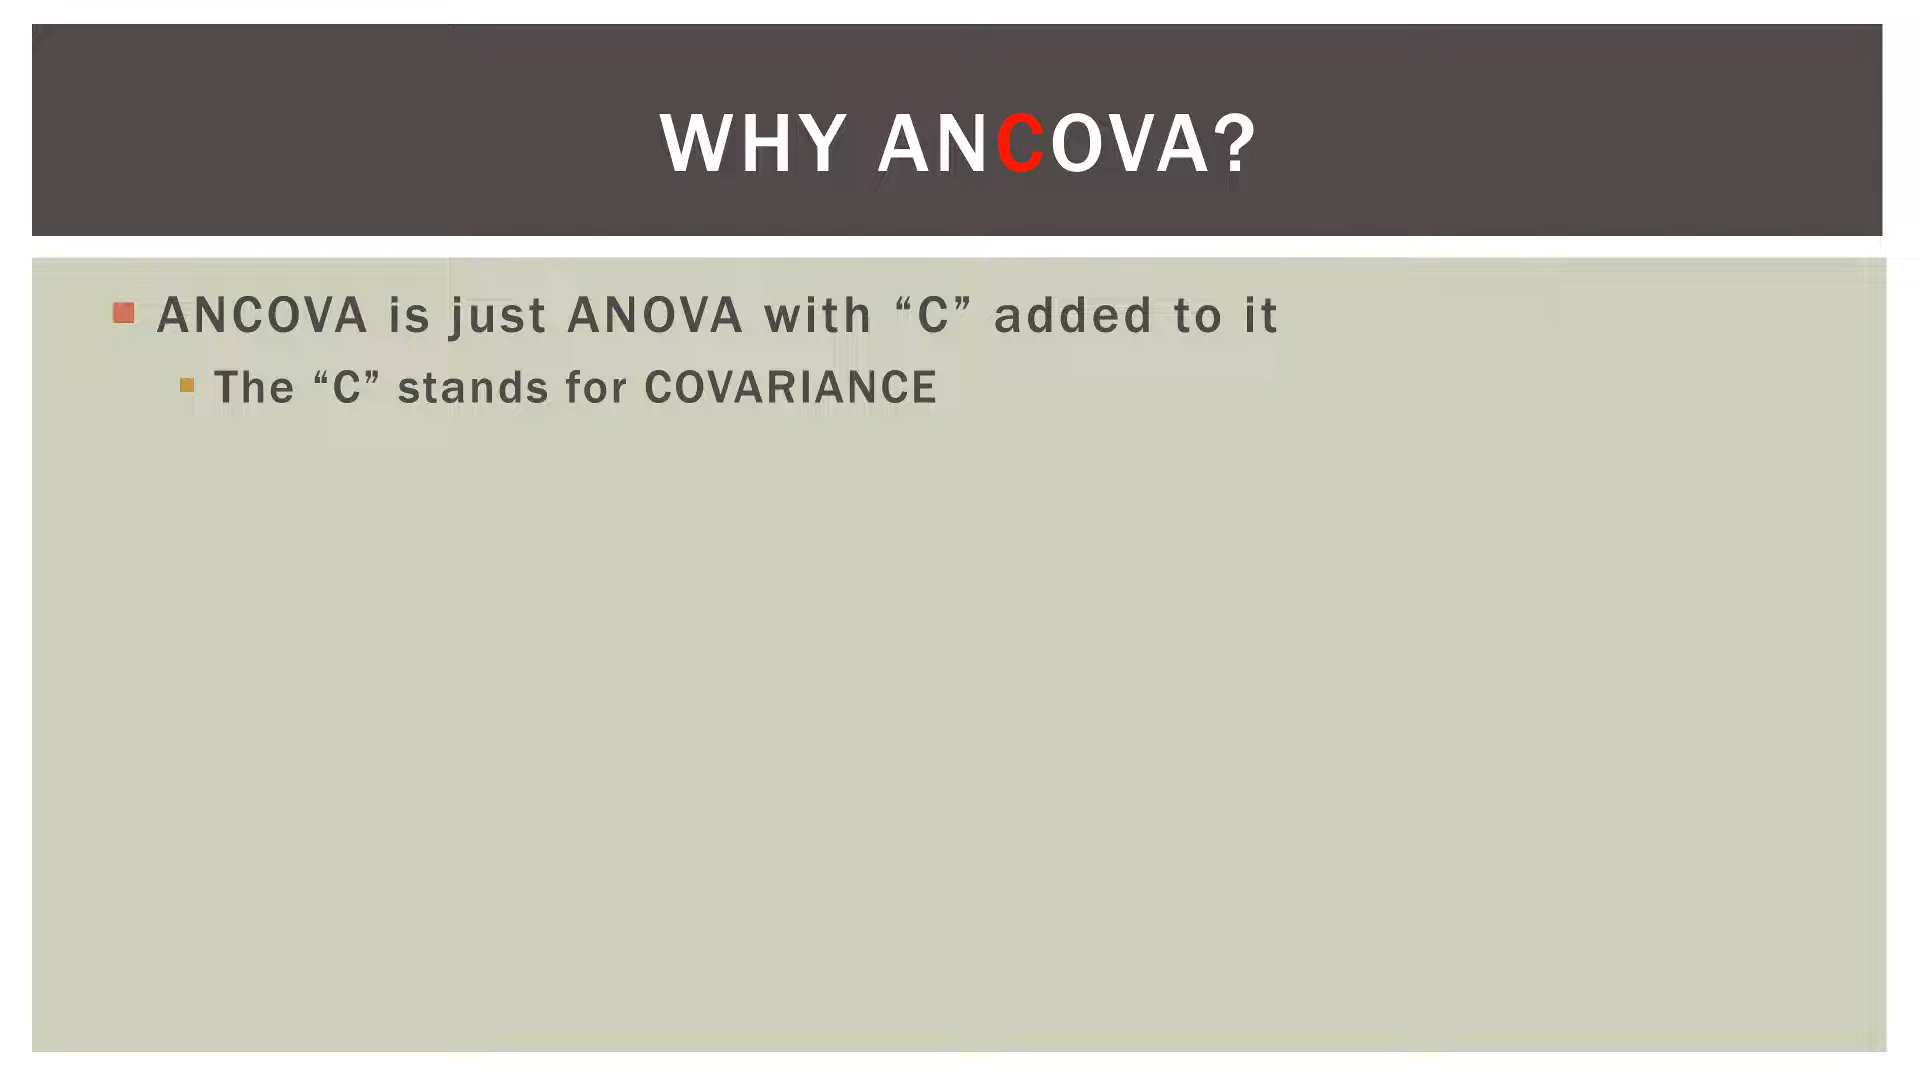 WHY ANCOVA?
ANCOVA is just ANOVA with “C” added to it
The “C” stands for COVARIANCE